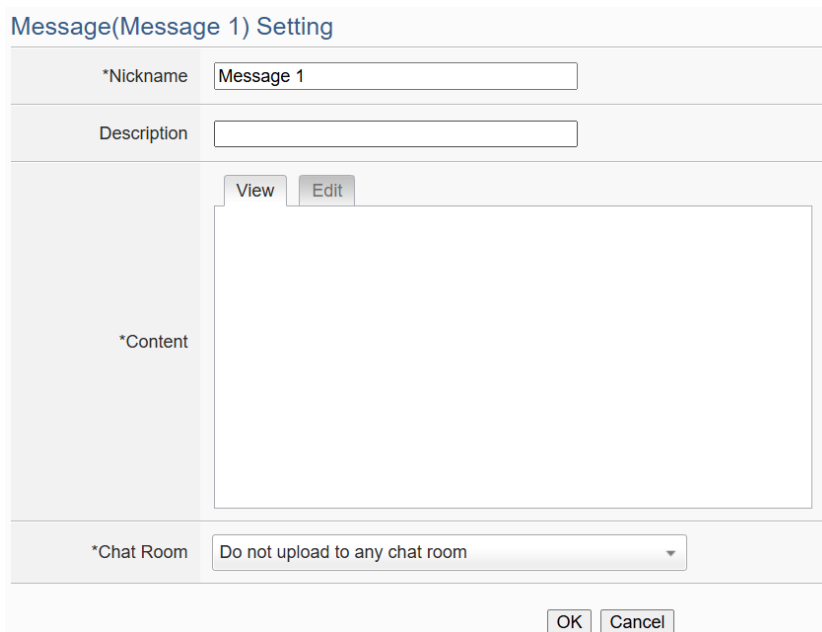 Message(Message 1) Setting
*Nickname Message 1
Description
View Edit
*Content
*Chat Room Do not upload to any chat room
OK Cancel